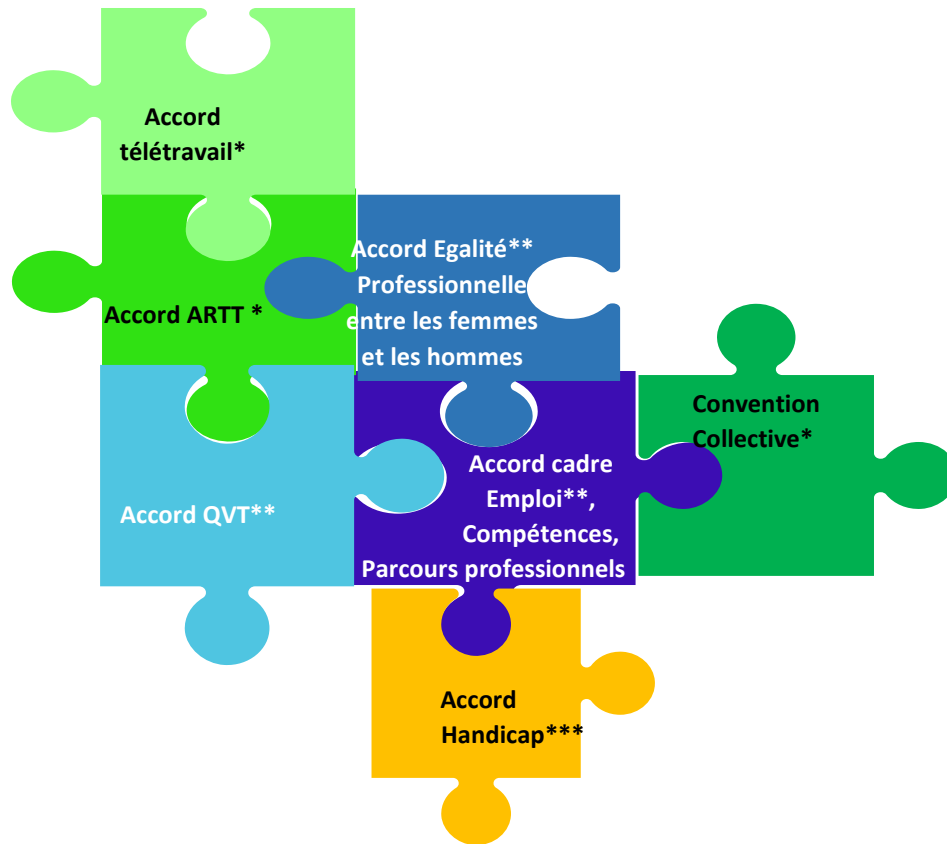 Accord
télétravail*
Accord Egalité**
Professionnelle
entre les femmes
et les hommes
Accord ARTT *
Convention
Collective*
Accord cadre
Emploi**,
Compétences,
Parcours professionnels
Accord QVT**
Accord
Handicap***